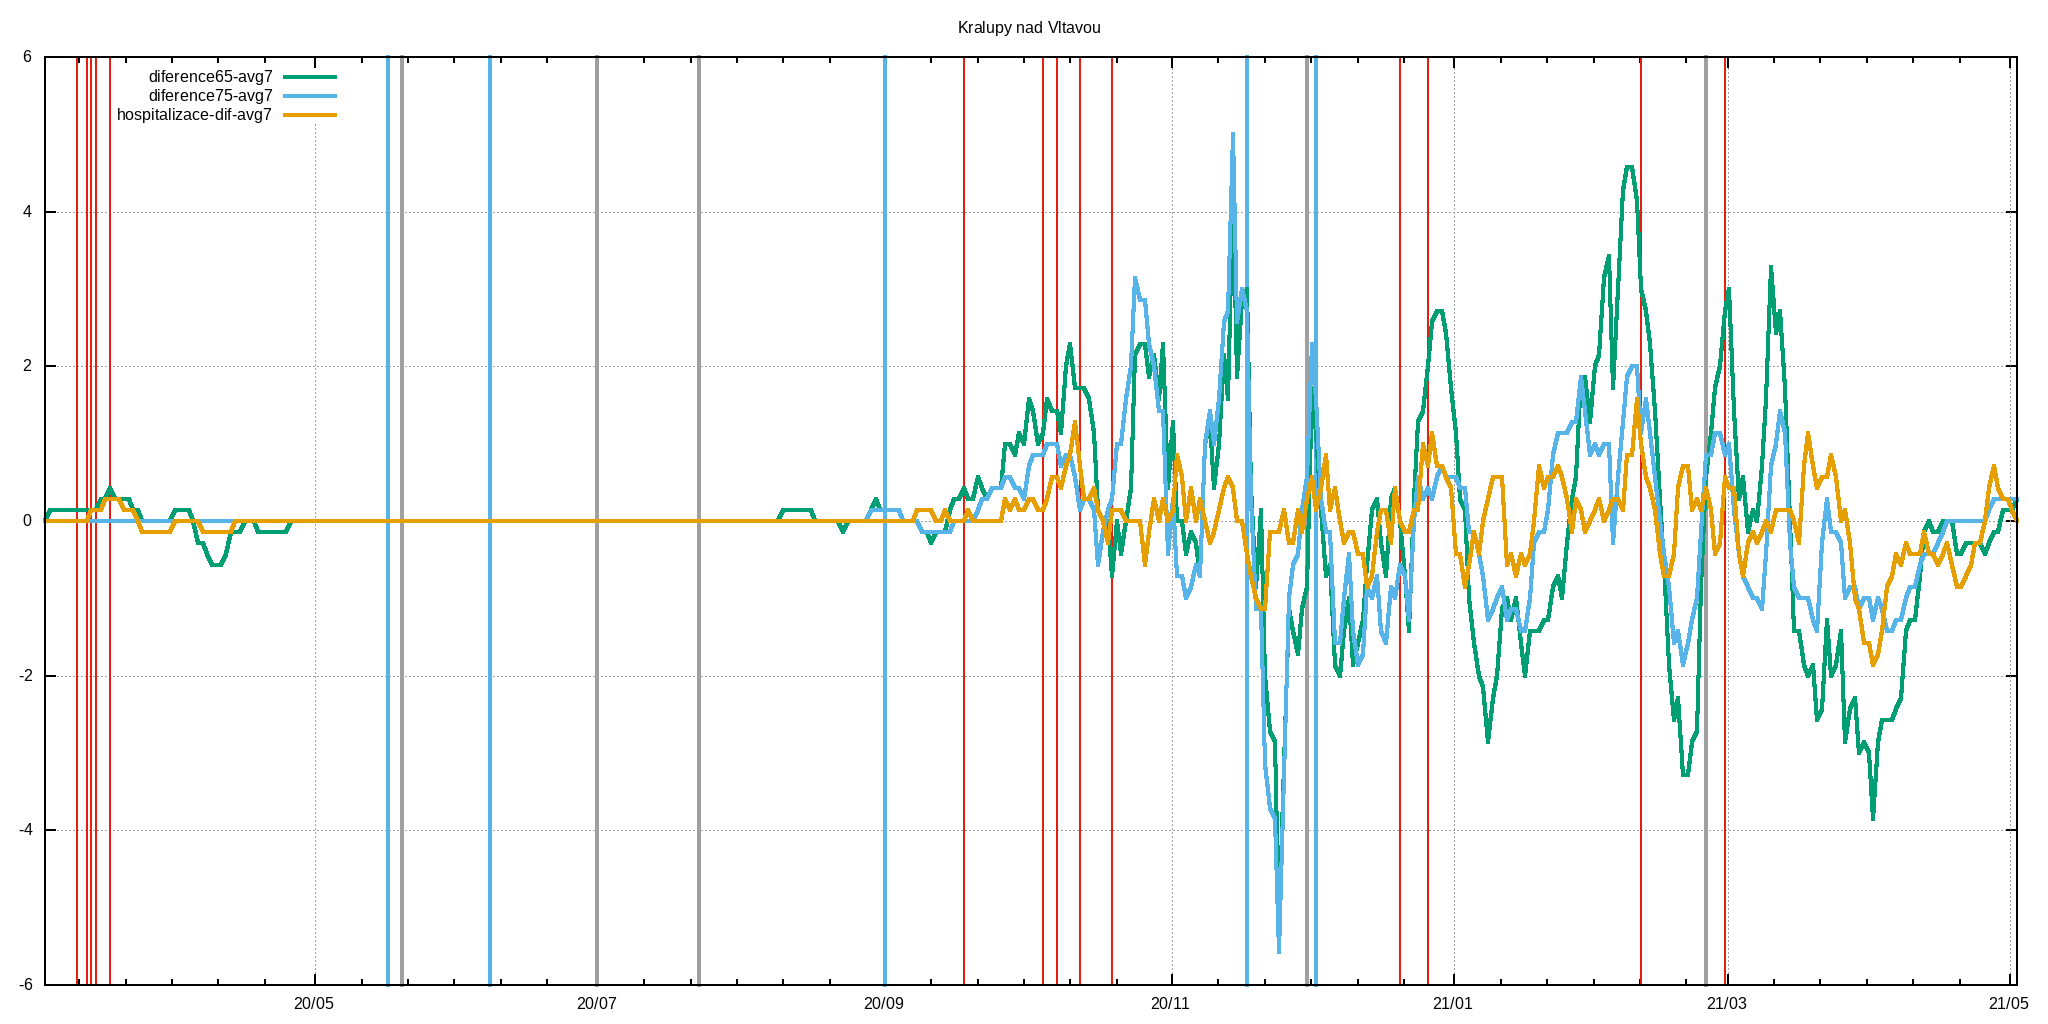 Kralupy nad Vltavou
6
diference65-avg7
diference75-avg7
hospitalizace-dif-avg7
4
2
0
-2
-4
-6
20/05 20/07 20/09 20/11 21/01 21/03 21/05